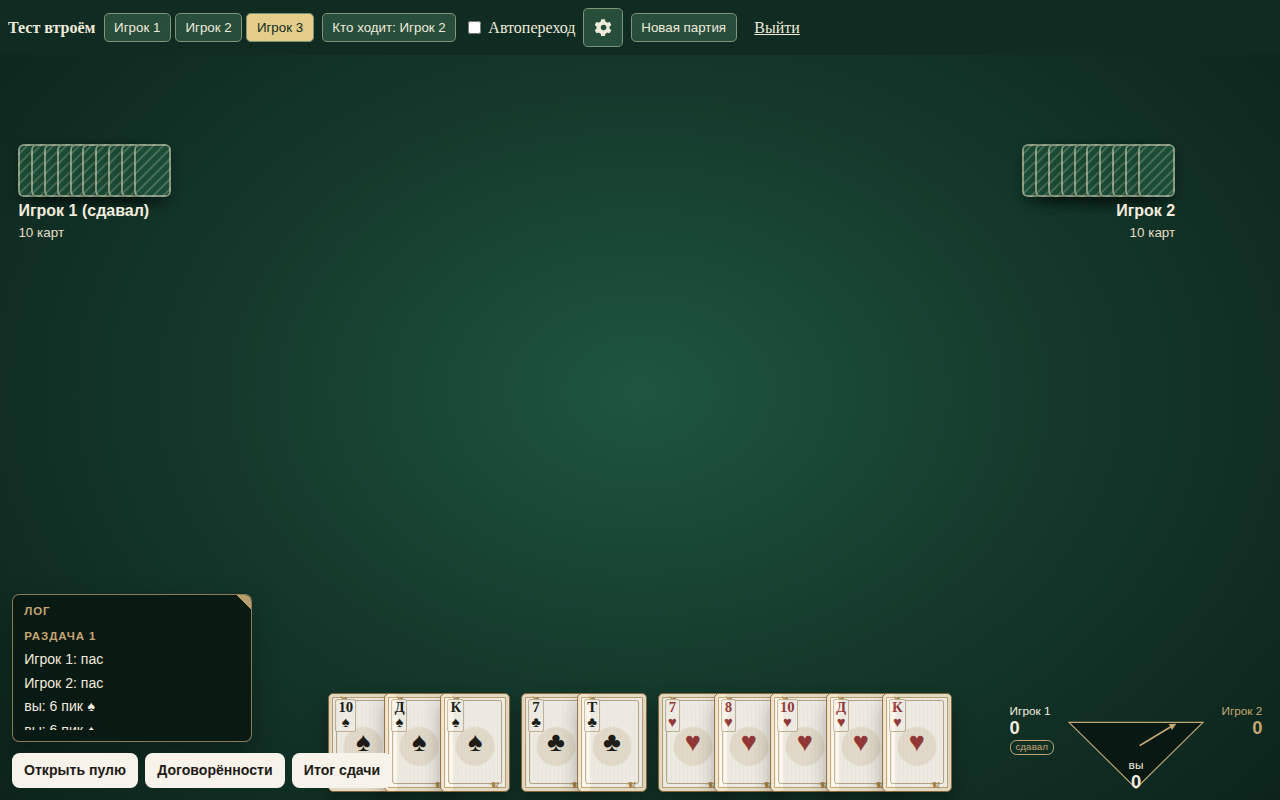 Тест втроём Игрок 1 Игрок 2 Игрок 3 Кто ходит: Игрок 2 Автопереход Новая партия Выйти
Игрок 1 (сдавал)
10 карт
Игрок 2
10 карт
ЛОГ
РАЗДАЧА 1
Игрок 1: пас
Игрок 2: пас
вы: 6 пик ♠
Открыть пулю Договорённости Итог сдачи
10 ♠ Д ♠ К ♠ 7 ♣ Т ♣ 7 ♥ 8 ♥ 10 ♥ Д ♥ К ♥
Игрок 1
0
сдавал
Игрок 2
0
вы
0